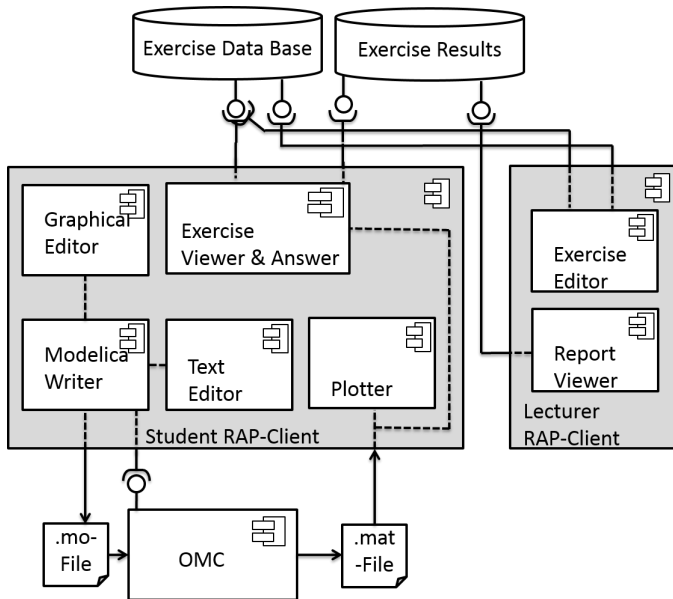 Exercise Data Base
Exercise Results
Graphical
Editor
Exercise
Viewer & Answer
Exercise
Editor
Modelica
Writer
Text
Editor
Plotter
Report
Viewer
Student RAP-Client
Lecturer
RAP-Client
.mo-
File
OMC
.mat
-File